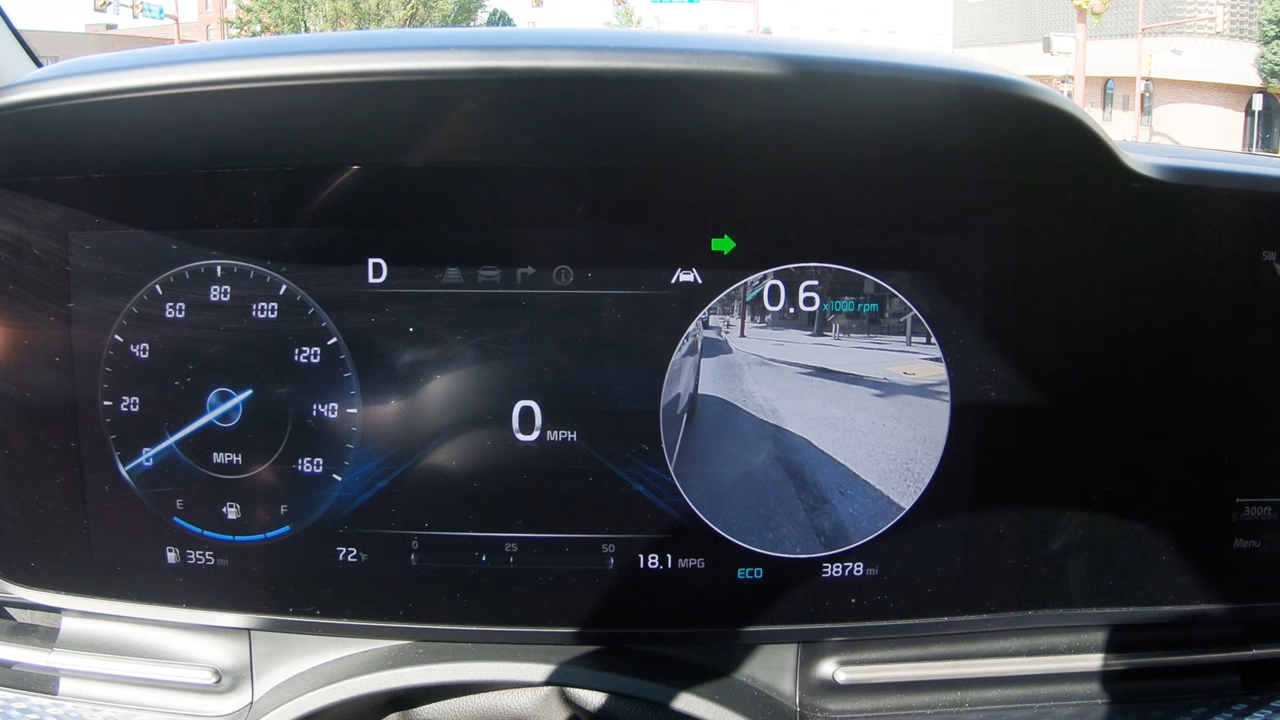 D
0.6 x1000 rpm
80
60 100
40 120
20 140
0 160
MPH
0 MPH
E F
355 mi
72°F
0 25 50
18.1 MPG
ECO
3878 mi
SW
300ft
Menu